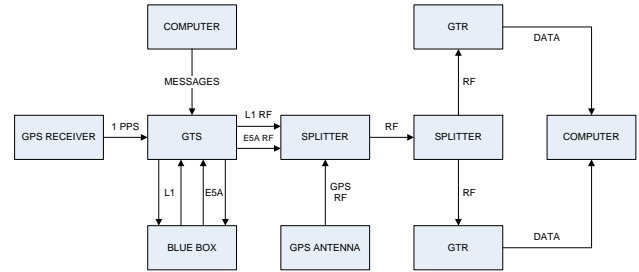 COMPUTER
GTR
DATA
MESSAGES
RF
L1 RF
1 PPS
GPS RECEIVER
GTS
E5A RF
SPLITTER
RF
SPLITTER
COMPUTER
L1
E5A
GPS
RF
RF
DATA
BLUE BOX
GPS ANTENNA
GTR